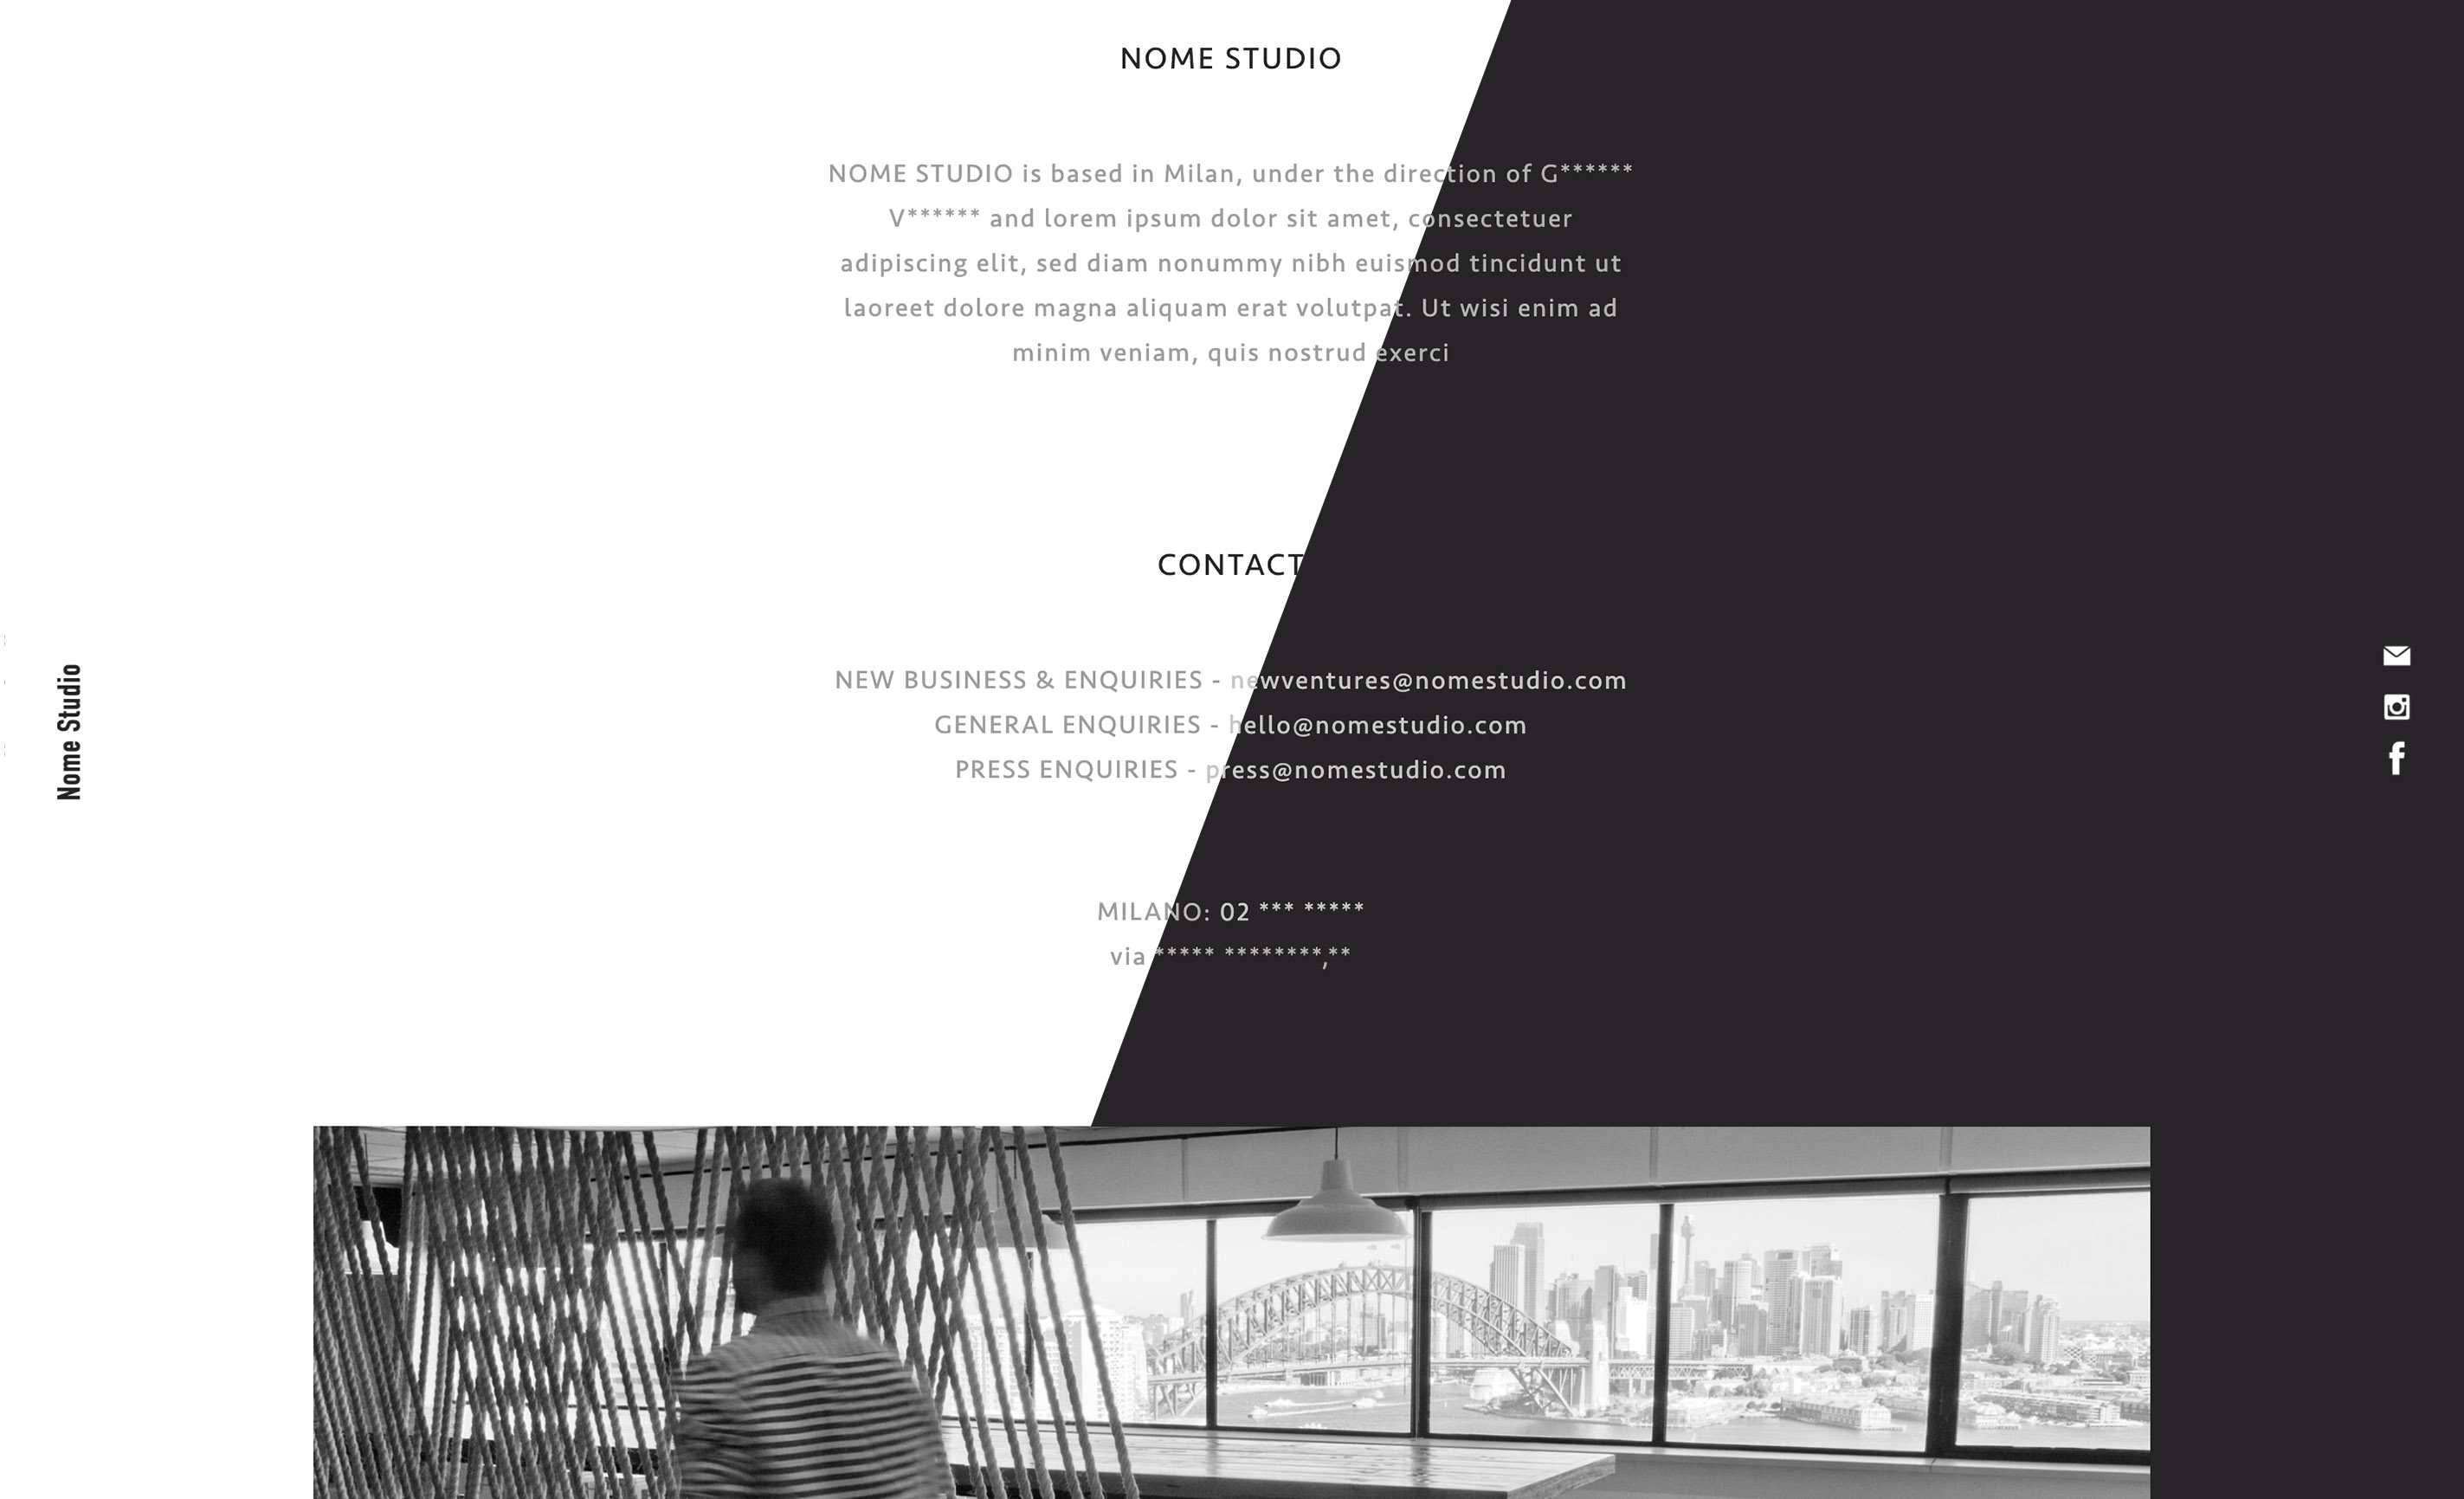 NOME STUDIO
NOME STUDIO is based in Milan, under the direction of G******
V****** and lorem ipsum dolor sit amet, consectetuer
adipiscing elit, sed diam nonummy nibh euismod tincidunt ut
laoreet dolore magna aliquam erat volutpat. Ut wisi enim ad
minim veniam, quis nostrud exerci
CONTACT
NEW BUSINESS & ENQUIRIES - newventures@nomestudio.com
GENERAL ENQUIRIES - hello@nomestudio.com
PRESS ENQUIRIES - press@nomestudio.com
Nome Studio
MILANO: 02 *** *****
via ***** ********,**